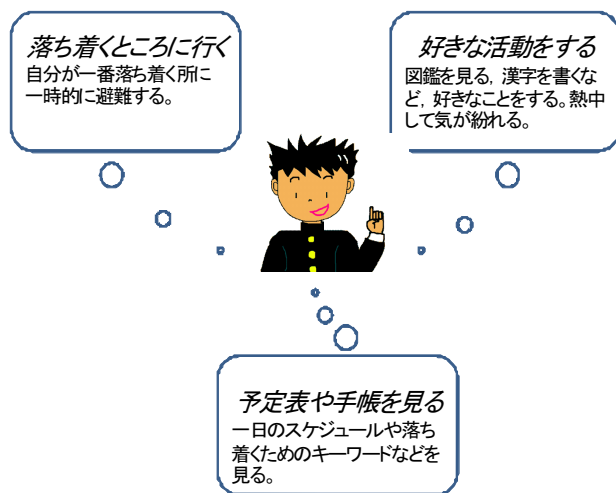 落ち着くところに行く
自分が一番落ち着く所に
一時的に避難する。
好きな活動をする
図鑑を見る，漢字を書くな
ど，好きなことをする。熱中
して気が紛れる。
予定表や手帳を見る
一日のスケジュールや落ち
着くためのキーワードなどを
見る。